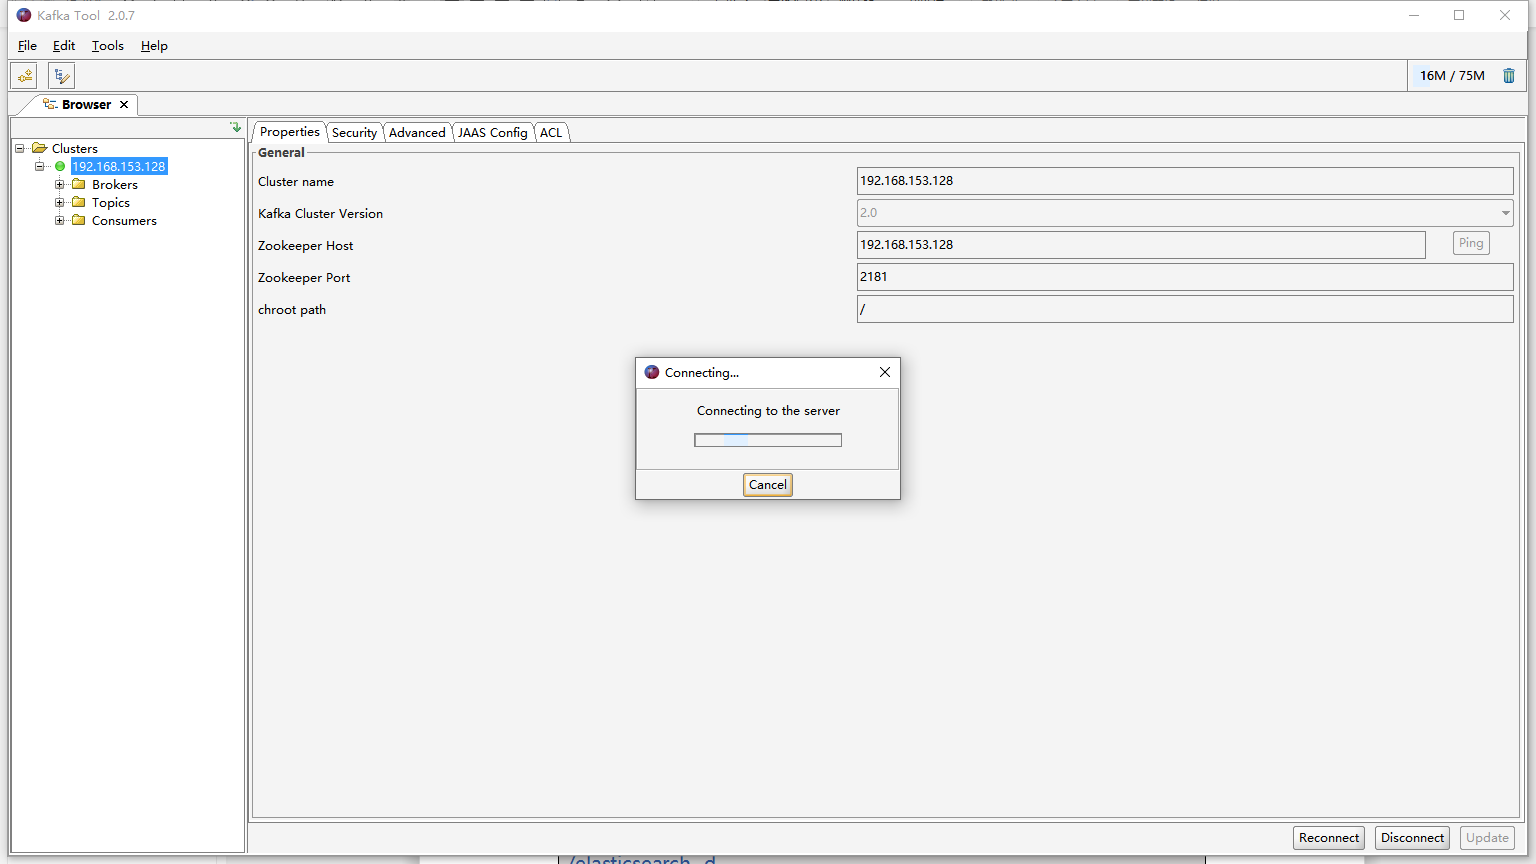 Kafka Tool 2.0.7
File Edit Tools Help
16M / 75M
Browser
Properties Security Advanced JAAS Config ACL
Clusters
192.168.153.128
Brokers
Topics
Consumers
General
Cluster name 192.168.153.128
Kafka Cluster Version 2.0
Zookeeper Host 192.168.153.128 Ping
Zookeeper Port 2181
chroot path /
Connecting...
Connecting to the server
Cancel
Reconnect Disconnect Update
/elasticsearch -d